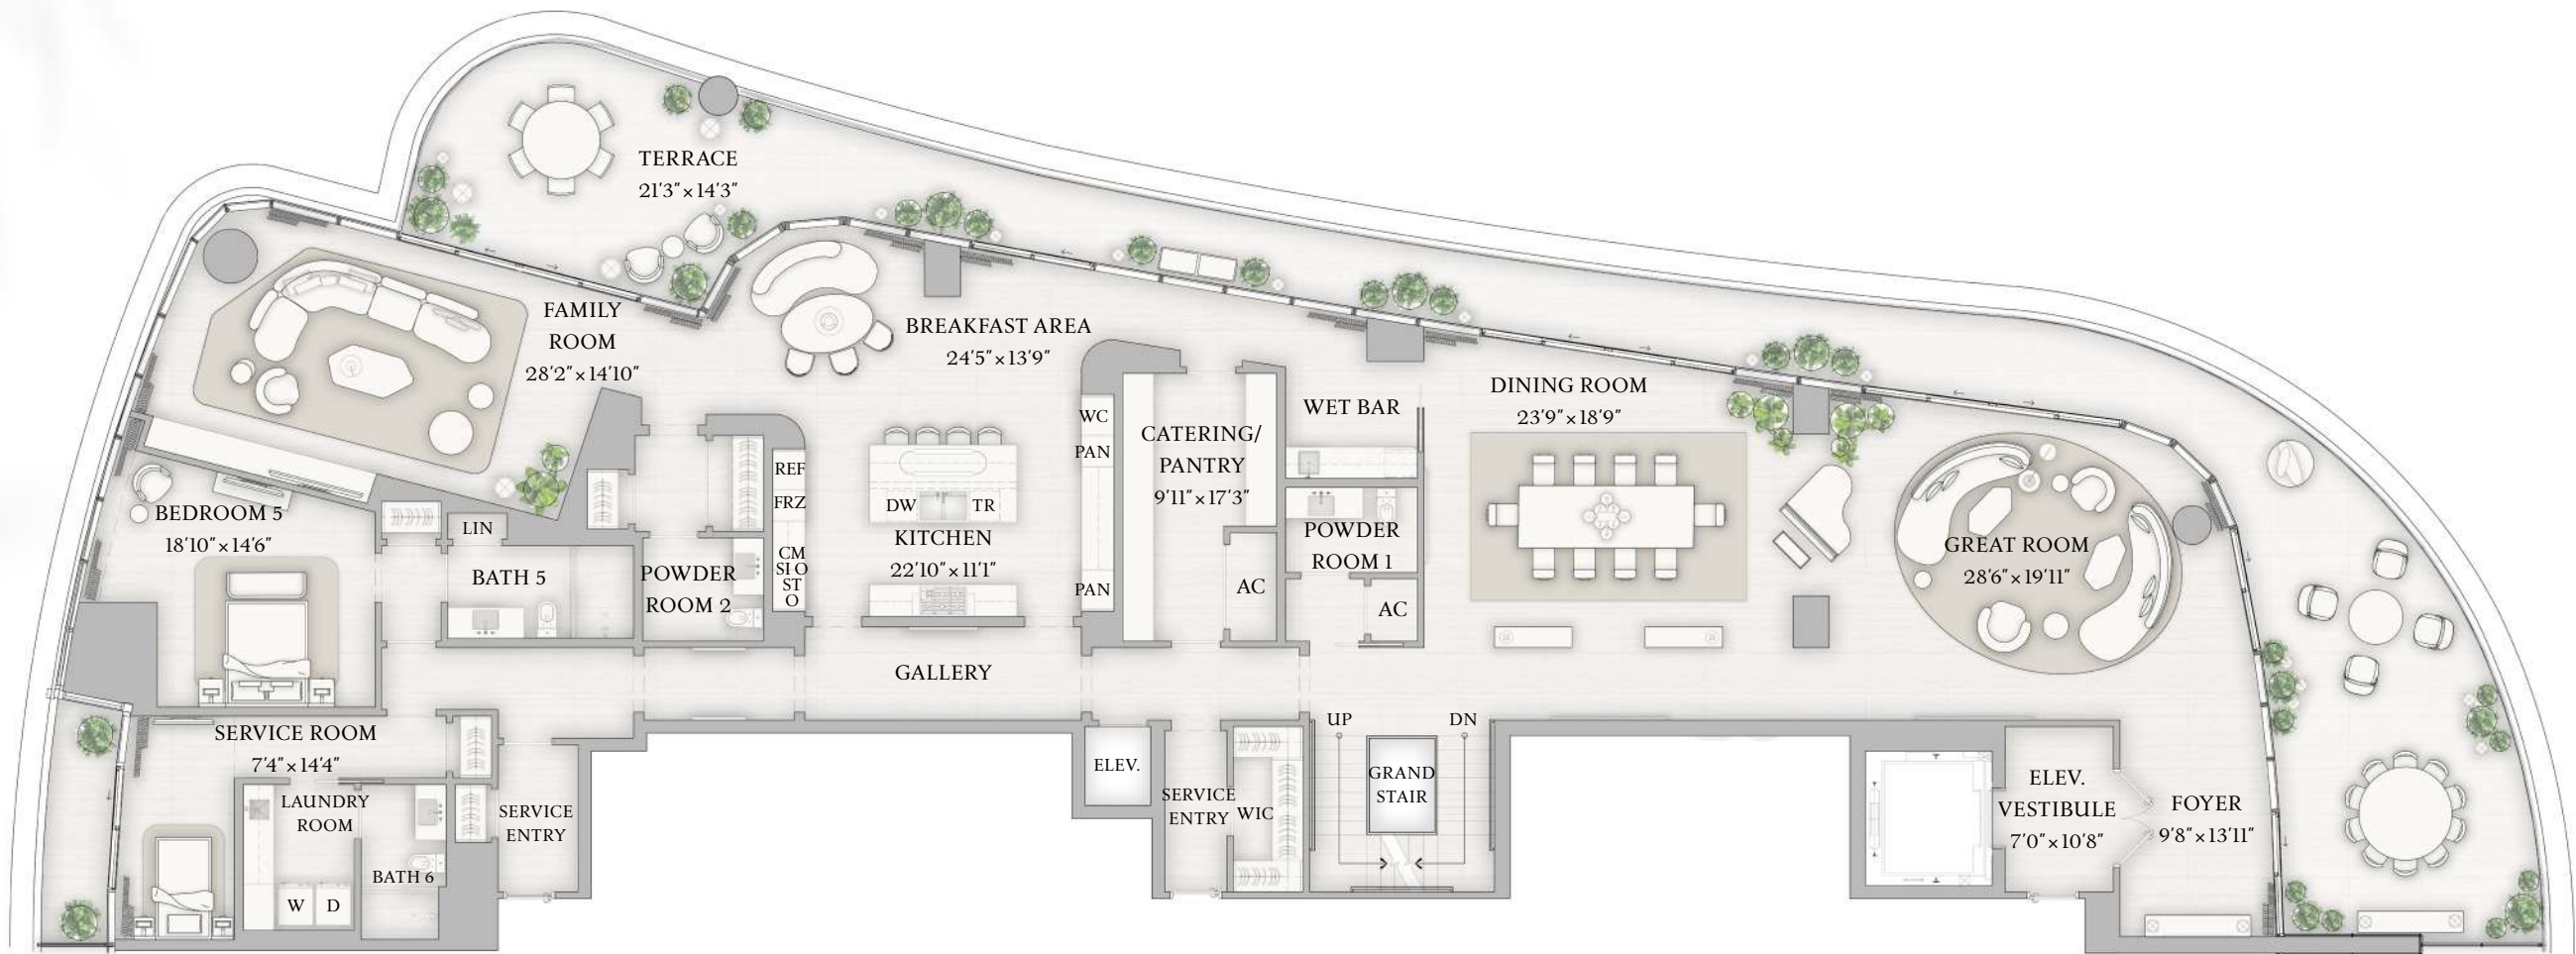 TERRACE
21'3" × 14'3"
FAMILY
ROOM
28'2" × 14'10"
BREAKFAST AREA
24'5" × 13'9"
DINING ROOM
23'9" × 18'9"
WET BAR
WC
PAN
PAN
CATERING/
PANTRY
9'11" × 17'3"
REF
FRZ
CM
SI O
ST
O
DW
TR
KITCHEN
22'10" × 11'1"
BEDROOM 5
18'10" × 14'6"
LIN
BATH 5
POWDER
ROOM 2
POWDER
ROOM 1
AC
AC
GREAT ROOM
28'6" × 19'11"
GALLERY
SERVICE ROOM
7'4" × 14'4"
LAUNDRY
ROOM
W
D
BATH 6
SERVICE
ENTRY
ELEV.
SERVICE
ENTRY
WIC
UP
DN
GRAND
STAIR
ELEV.
VESTIBULE
7'0" × 10'8"
FOYER
9'8" × 13'11"